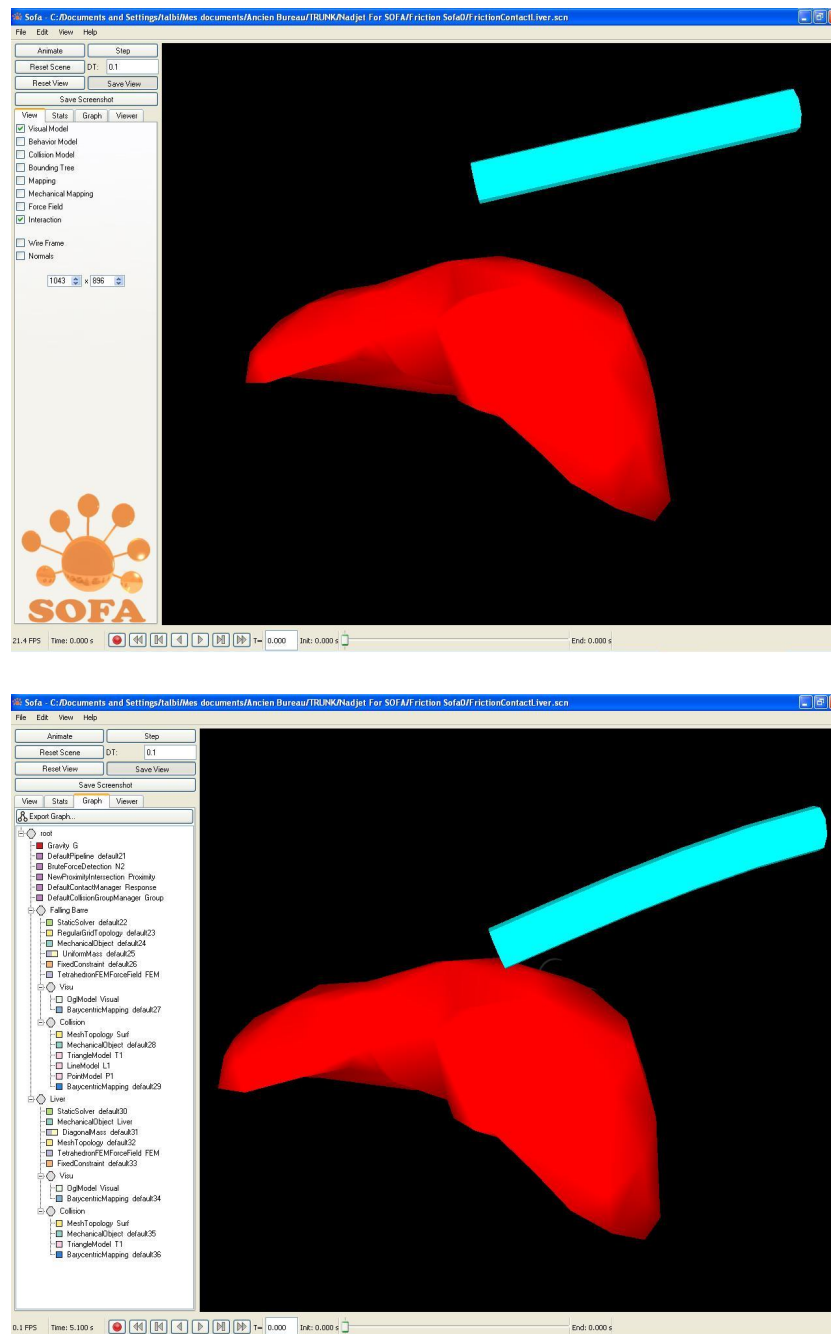 Sofa - C:/Documents and Settings/talbi/Mes documents/Ancien Bureau/TRUNK/Nadjet For SOFA/Friction Sofa0/FrictionContactLiver.scn
File Edit View Help
Animate Step
Reset Scene DT: 0.1
Reset View Save View
Save Screenshot
View Stats Graph Viewer
Visual Model
Behavior Model
Collision Model
Bounding Tree
Mapping
Mechanical Mapping
Force Field
Interaction
Wire Frame
Normals
1043 x 896
SOFA
21.4 FPS Time: 0.000 s T= 0.000 Init: 0.000 s End: 0.000 s
Sofa - C:/Documents and Settings/talbi/Mes documents/Ancien Bureau/TRUNK/Nadjet For SOFA/Friction Sofa0/FrictionContactLiver.scn
File Edit View Help
Animate Step
Reset Scene DT: 0.1
Reset View Save View
Save Screenshot
View Stats Graph Viewer
Export Graph...
root
Gravity G
DefaultPipeline default21
BruteForceDetection N2
NewProximityIntersection Proximity
DefaultContactManager Response
DefaultCollisionGroupManager Group
Falling Barre
StaticSolver default22
RegularGridTopology default23
MechanicalObject default24
UniformMass default25
FixedConstraint default26
TetrahedronFEMForceField FEM
Visu
OglModel Visual
BarycentricMapping default27
Collision
MeshTopology Surf
MechanicalObject default28
TriangleModel T1
LineModel L1
PointModel P1
BarycentricMapping default29
Liver
StaticSolver default30
MechanicalObject Liver
DiagonalMass default31
MeshTopology default32
TetrahedronFEMForceField FEM
FixedConstraint default33
Visu
OglModel Visual
BarycentricMapping default34
Collision
MeshTopology Surf
MechanicalObject default35
TriangleModel T1
BarycentricMapping default36
0.1 FPS Time: 5.100 s T= 0.000 Init: 0.000 s End: 0.000 s